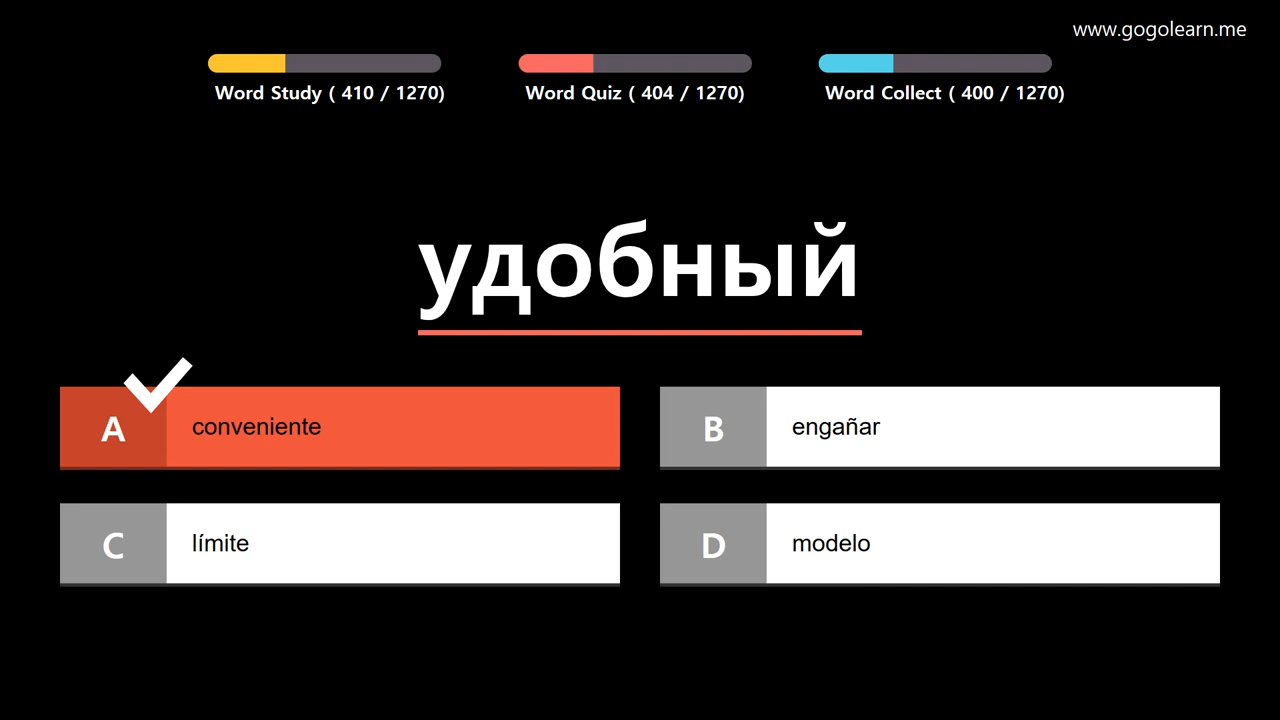 www.gogolearn.me
Word Study ( 410 / 1270)
Word Quiz ( 404 / 1270)
Word Collect ( 400 / 1270)
удобный
A conveniente
B engañar
C límite
D modelo